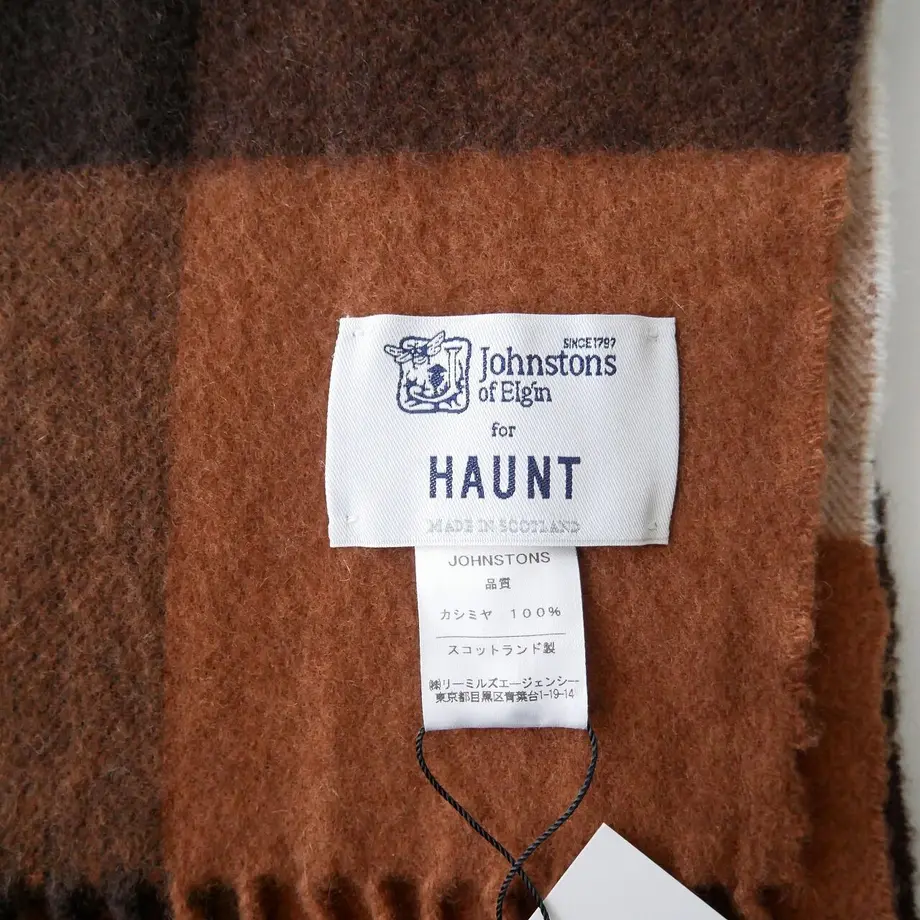 SINCE 1797
Johnstons
of Elgin
for
HAUNT
MADE IN SCOTLAND
JOHNSTONS
品質
カシミヤ 100%
スコットランド製
㈱リーミルズエージェンシー
東京都目黒区青葉台1-19-14